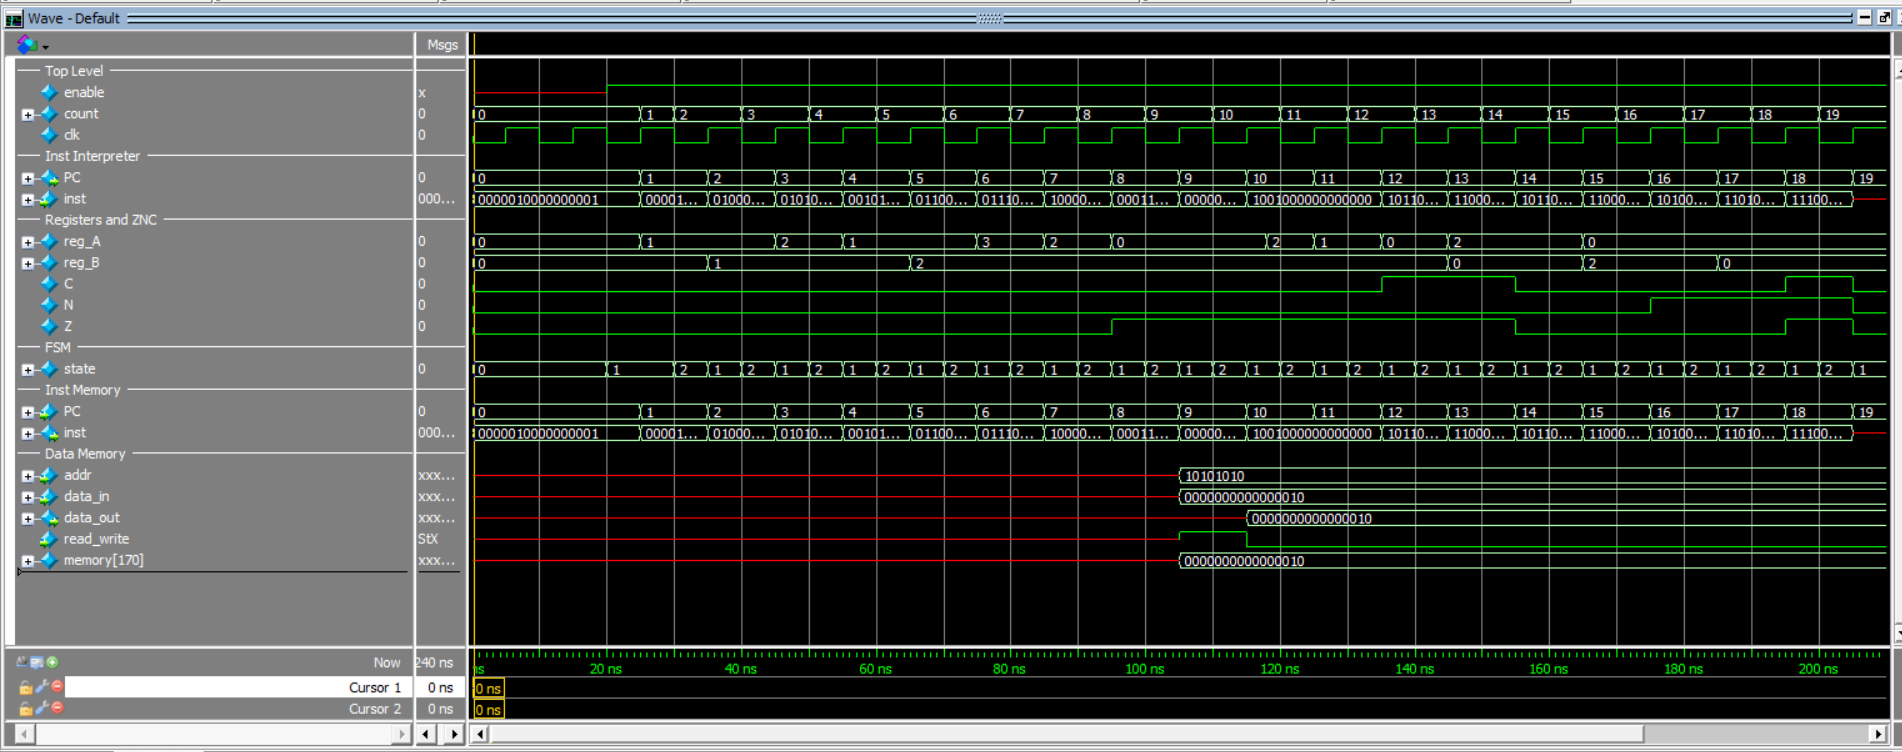 Wave - Default
Msgs
Top Level
enable x
count 0 0 1 2 3 4 5 6 7 8 9 10 11 12 13 14 15 16 17 18 19
clk 0
Inst Interpreter
PC 0 0 1 2 3 4 5 6 7 8 9 10 11 12 13 14 15 16 17 18 19
inst 000... 0000010000000001 00001... 01000... 01010... 00101... 01100... 01110... 10000... 00011... 00000... 1001000000000000 10110... 11000... 10110... 11000... 10100... 11010... 11100...
Registers and ZNC
reg_A 0 0 1 2 1 3 2 0 2 1 0 2 0
reg_B 0 0 1 2 0 2 0
C 0
N 0
Z 0
FSM
state 0 0 1 2 1 2 1 2 1 2 1 2 1 2 1 2 1 2 1 2 1 2 1 2 1 2 1 2 1 2 1 2 1 2 1 2 1
Inst Memory
PC 0 0 1 2 3 4 5 6 7 8 9 10 11 12 13 14 15 16 17 18 19
inst 000... 0000010000000001 00001... 01000... 01010... 00101... 01100... 01110... 10000... 00011... 00000... 1001000000000000 10110... 11000... 10110... 11000... 10100... 11010... 11100...
Data Memory
addr xxx... 10101010
data_in xxx... 0000000000000010
data_out xxx... 0000000000000010
read_write StX
memory[170] xxx... 0000000000000010
Now 240 ns ns 20 ns 40 ns 60 ns 80 ns 100 ns 120 ns 140 ns 160 ns 180 ns 200 ns
Cursor 1 0 ns 0 ns
Cursor 2 0 ns 0 ns